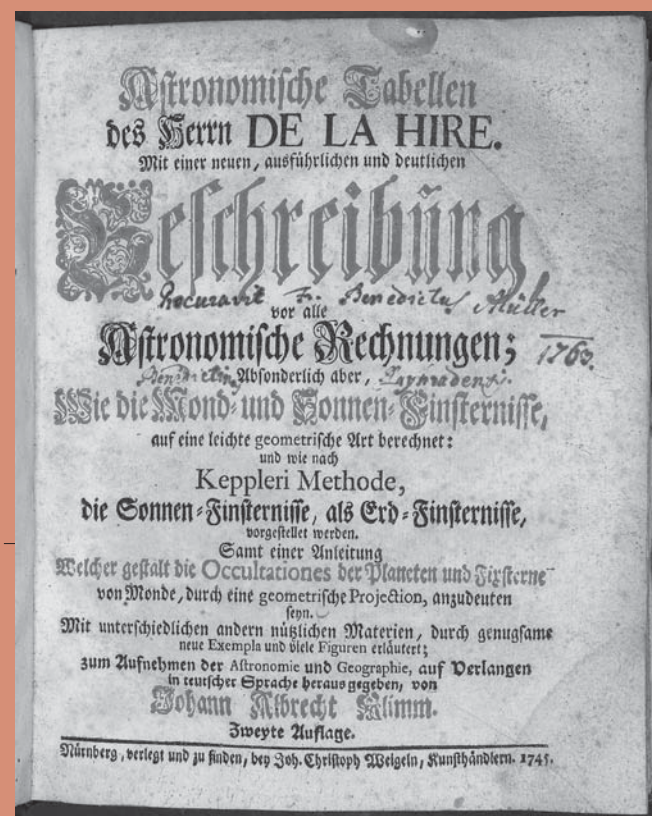 Astronomische Tabellen
des Herrn DE LA HIRE.
Mit einer neuen, ausführlichen und deutlichen
Beschreibung
Procuravit F. Benedictus Müller
vor alle
Astronomische Rechnungen;
1763.
Absonderlich aber,
Wie die Mond- und Sonnen-Finsternisse,
auf eine leichte geometrische Art berechnet:
und wie nach
Keppleri Methode,
die Sonnen-Finsternisse, als Erd-Finsternisse,
vorgestellet werden.
Samt einer Anleitung
Welcher gestalt die Occultationes der Planeten und Fixsterne
von Monde, durch eine geometrische Projection, anzudeuten
seyn.
Mit unterschiedlichen andern nützlichen Materien, durch genugsame
neue Exempla und viele Figuren erläutert;
zum Aufnehmen der Astronomie und Geographie, auf Verlangen
in teutscher Sprache heraus gegeben, von
Johann Albrecht Klimm.
Zweyte Auflage.
Nürnberg, verlegt und zu finden, bey Joh. Christoph Weigeln, Kunsthändlern. 1745.